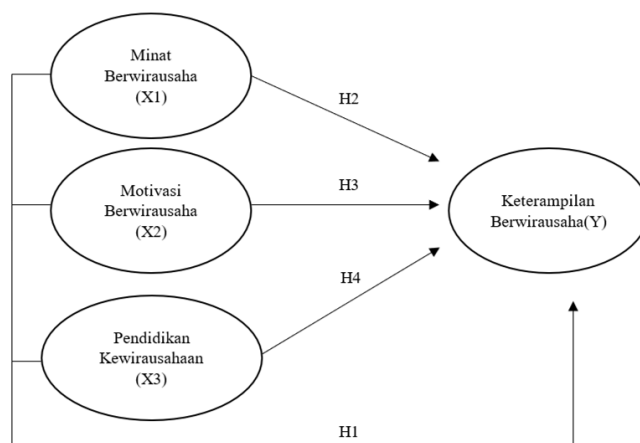 Minat
Berwirausaha
(X1)
H2
Motivasi
Berwirausaha
(X2)
H3
Keterampilan
Berwirausaha(Y)
H4
Pendidikan
Kewirausahaan
(X3)
H1